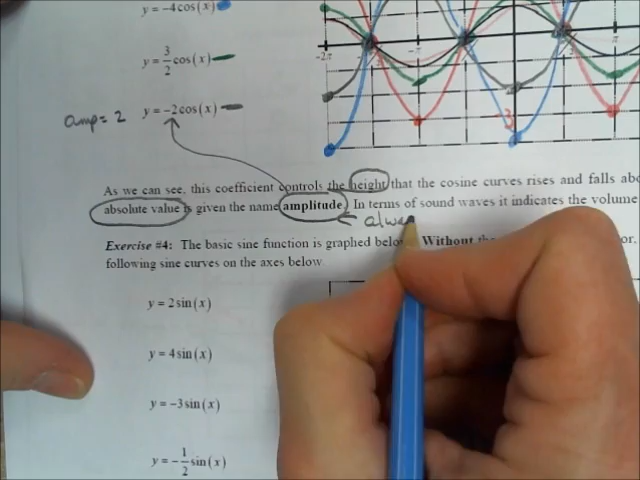 y = -4cos(x)
y = 3/2 cos(x)
amp = 2 y = -2cos(x)
-2π -π π
As we can see, this coefficient controls the height that the cosine curves rises and falls
absolute value is given the name amplitude. In terms of sound waves it indicates the volume
Exercise #4: The basic sine function is graphed Without
following sine curves on the axes below.
y = 2sin(x)
y = 4sin(x)
y = -3sin(x)
y = -1/2 sin(x)